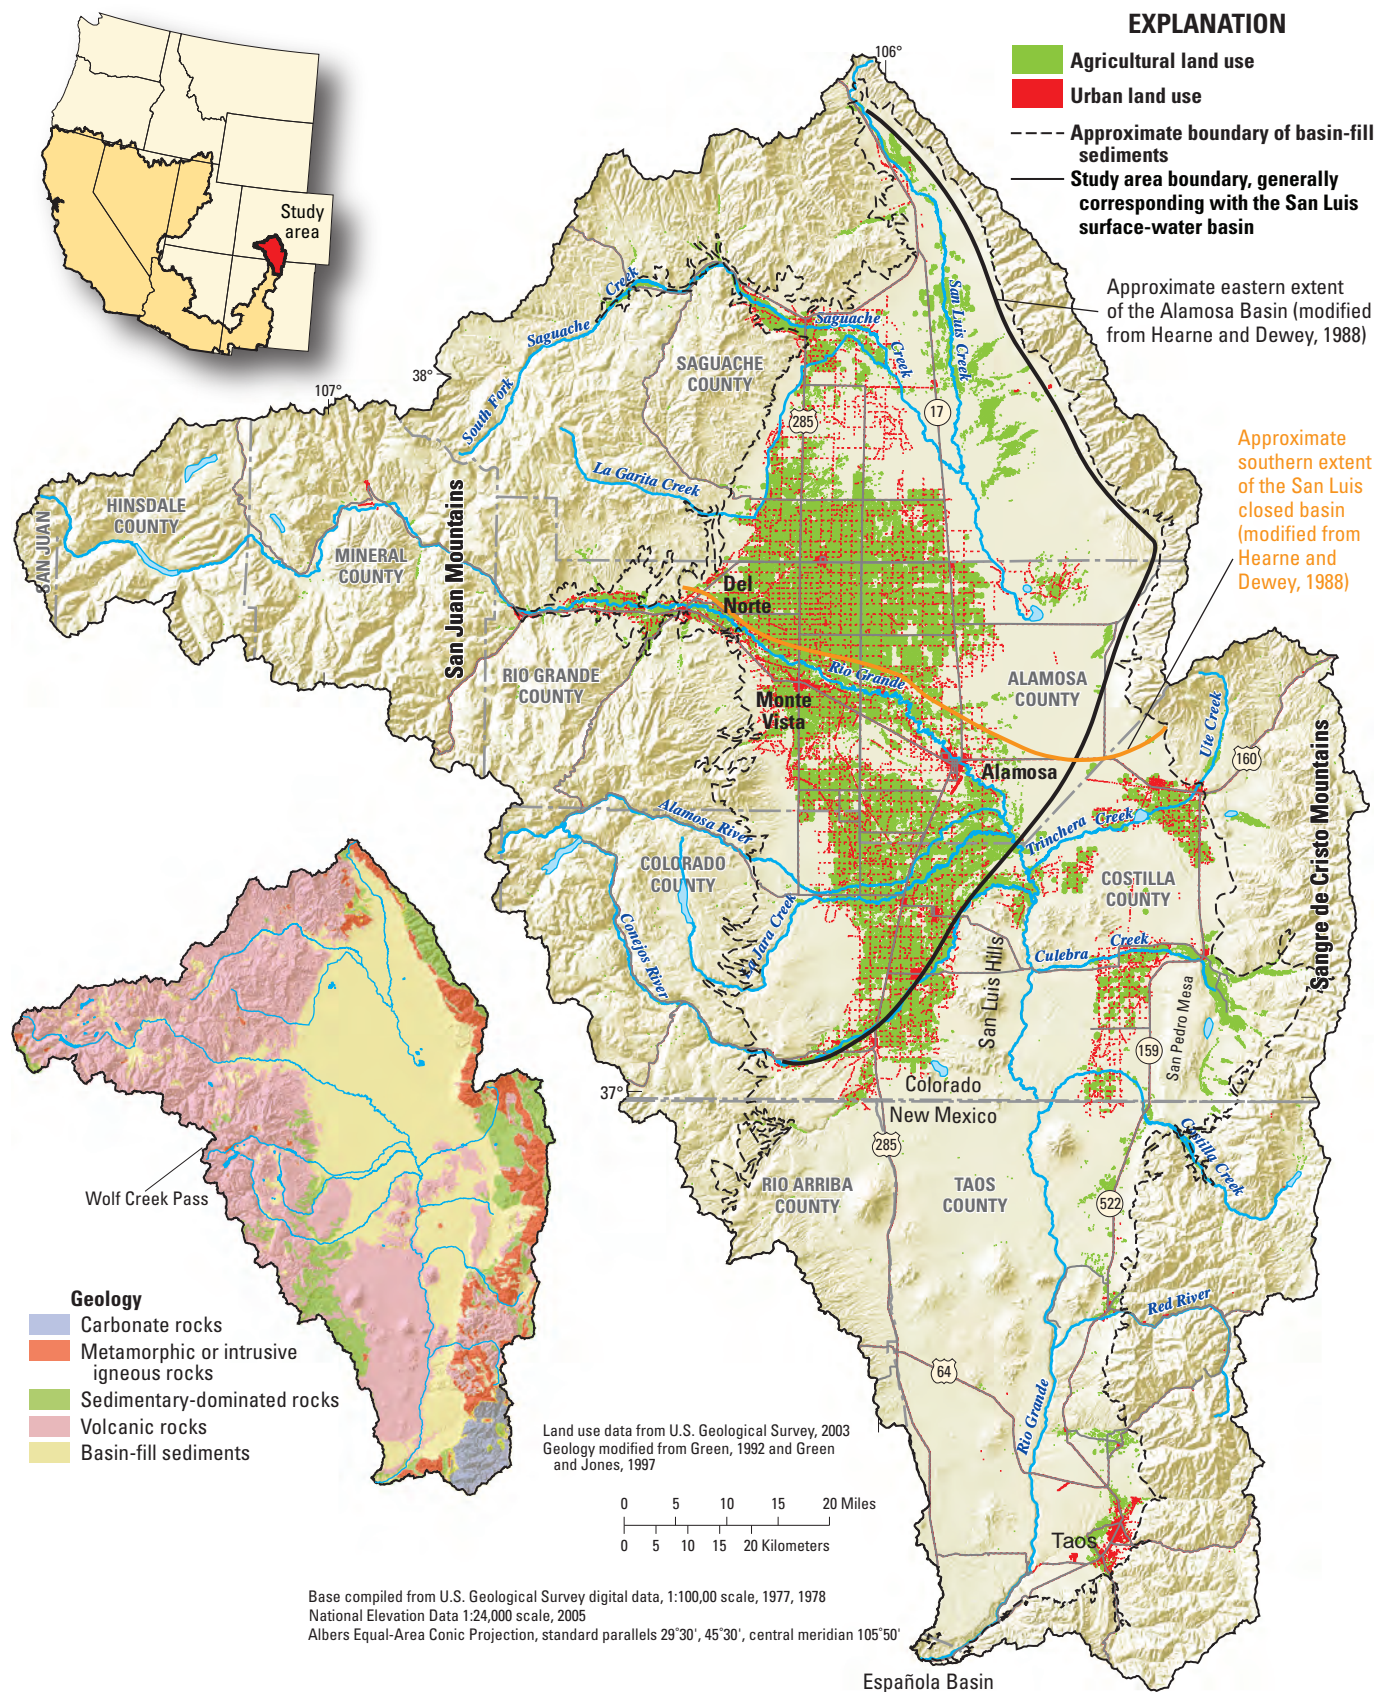 EXPLANATION
Agricultural land use
Urban land use
Approximate boundary of basin-fill
sediments
Study area boundary, generally
corresponding with the San Luis
surface-water basin
Study
area
106°
Approximate eastern extent
of the Alamosa Basin (modified
from Hearne and Dewey, 1988)
Approximate
southern extent
of the San Luis
closed basin
(modified from
Hearne and
Dewey, 1988)
38°
107°
South Fork
Saguache
Creek
Saguache
Creek
San Luis Creek
SAGUACHE
COUNTY
285
17
La Garita Creek
HINSDALE
COUNTY
SAN JUAN
MINERAL
COUNTY
San Juan Mountains
Del
Norte
RIO GRANDE
COUNTY
Rio Grande
Monte
Vista
ALAMOSA
COUNTY
Alamosa
Ute Creek
160
Sangre de Cristo Mountains
Alamosa River
Trinchera Creek
COLORADO
COUNTY
COSTILLA
COUNTY
La Jara Creek
Conejos River
San Luis Hills
Culebra Creek
San Pedro Mesa
159
37°
Colorado
New Mexico
285
Costilla Creek
RIO ARRIBA
COUNTY
TAOS
COUNTY
522
Red River
64
Rio Grande
Taos
Española Basin
Wolf Creek Pass
Geology
Carbonate rocks
Metamorphic or intrusive
igneous rocks
Sedimentary-dominated rocks
Volcanic rocks
Basin-fill sediments
Land use data from U.S. Geological Survey, 2003
Geology modified from Green, 1992 and Green
and Jones, 1997
0 5 10 15 20 Miles
0 5 10 15 20 Kilometers
Base compiled from U.S. Geological Survey digital data, 1:100,00 scale, 1977, 1978
National Elevation Data 1:24,000 scale, 2005
Albers Equal-Area Conic Projection, standard parallels 29°30', 45°30', central meridian 105°50'